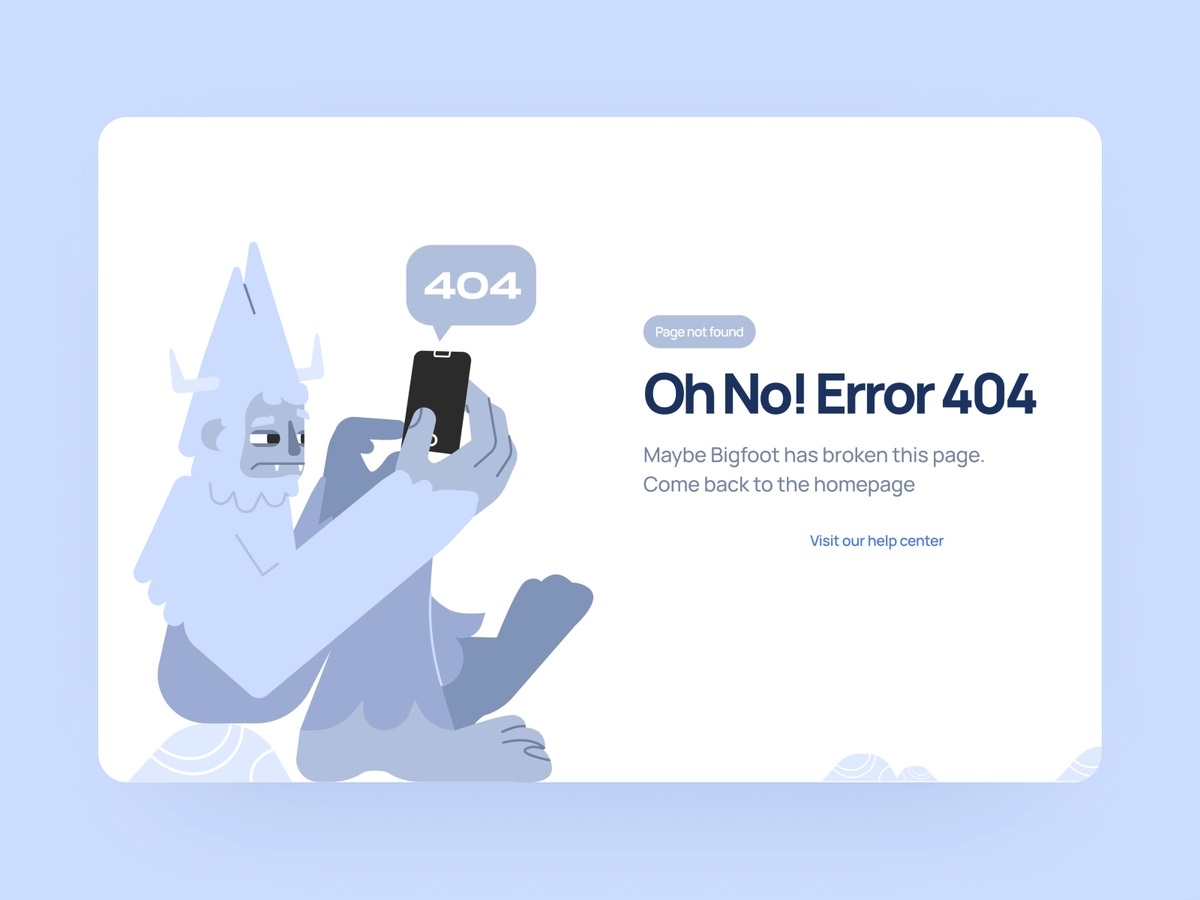 404
Page not found
Oh No! Error 404
Maybe Bigfoot has broken this page.
Come back to the homepage
Visit our help center